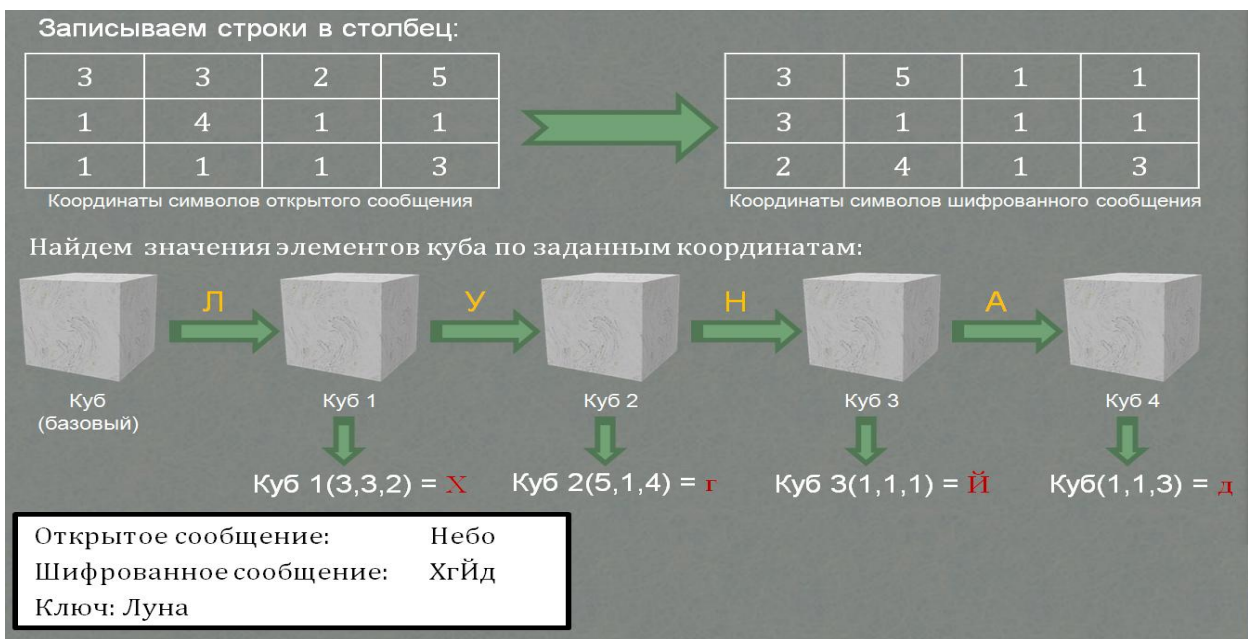 Записываем строки в столбец:
3 3 2 5
1 4 1 1
1 1 1 3
Координаты символов открытого сообщения
3 5 1 1
3 1 1 1
2 4 1 3
Координаты символов шифрованного сообщения
Найдем значения элементов куба по заданным координатам:
Л У Н А
Куб (базовый)
Куб 1
Куб 2
Куб 3
Куб 4
Куб 1(3,3,2) = Х
Куб 2(5,1,4) = г
Куб 3(1,1,1) = Й
Куб(1,1,3) = д
Открытое сообщение: Небо
Шифрованное сообщение: ХгЙд
Ключ: Луна